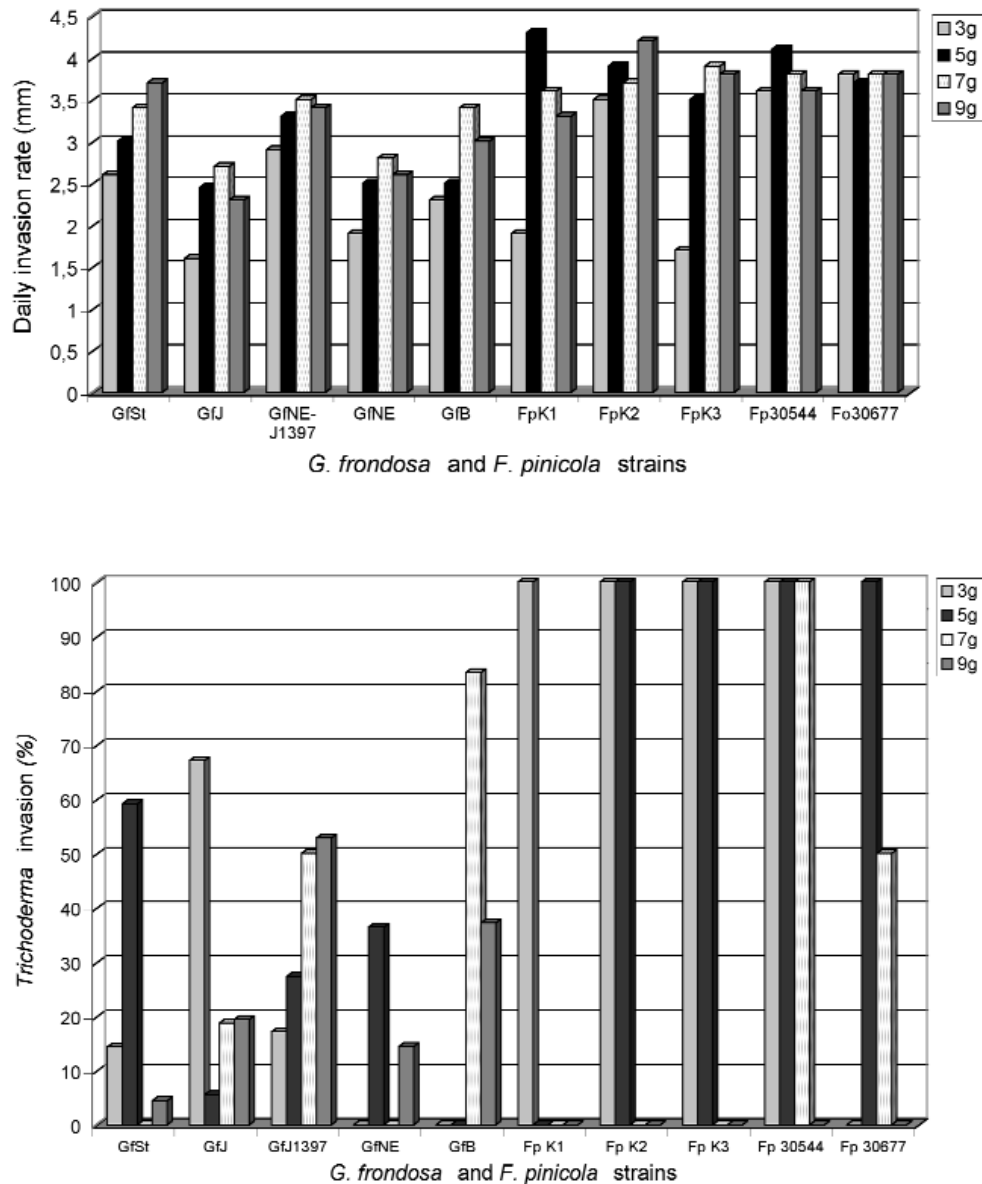 4,5
4
3,5
3
2,5
2
1,5
1
0,5
0
Daily invasion rate (mm)
3g
5g
7g
9g
GfSt GfJ GfNE- GfNE GfB FpK1 FpK2 FpK3 Fp30544 Fo30677
J1397
G. frondosa and F. pinicola strains
100
90
80
70
60
50
40
30
20
10
0
Trichoderma invasion (%)
3g
5g
7g
9g
GfSt GfJ GfJ1397 GfNE GfB Fp K1 Fp K2 Fp K3 Fp 30544 Fp 30677
G. frondosa and F. pinicola strains